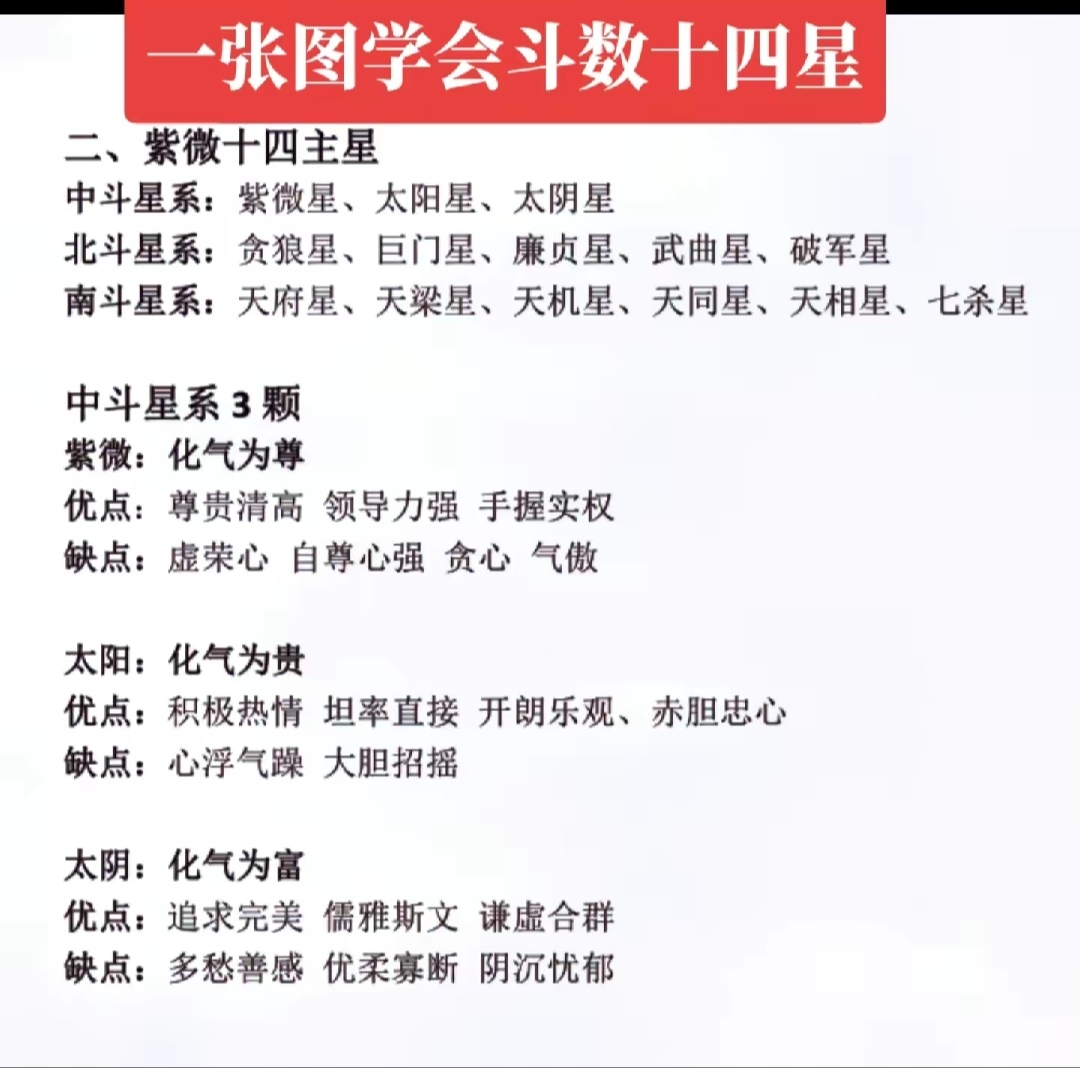 一张图学会斗数十四星
二、紫微十四主星
中斗星系：紫微星、太阳星、太阴星
北斗星系：贪狼星、巨门星、廉贞星、武曲星、破军星
南斗星系：天府星、天梁星、天机星、天同星、天相星、七杀星
中斗星系 3 颗
紫微：化气为尊
优点：尊贵清高 领导力强 手握实权
缺点：虚荣心 自尊心强 贪心 气傲
太阳：化气为贵
优点：积极热情 坦率直接 开朗乐观、赤胆忠心
缺点：心浮气躁 大胆招摇
太阴：化气为富
优点：追求完美 儒雅斯文 谦虚合群
缺点：多愁善感 优柔寡断 阴沉忧郁